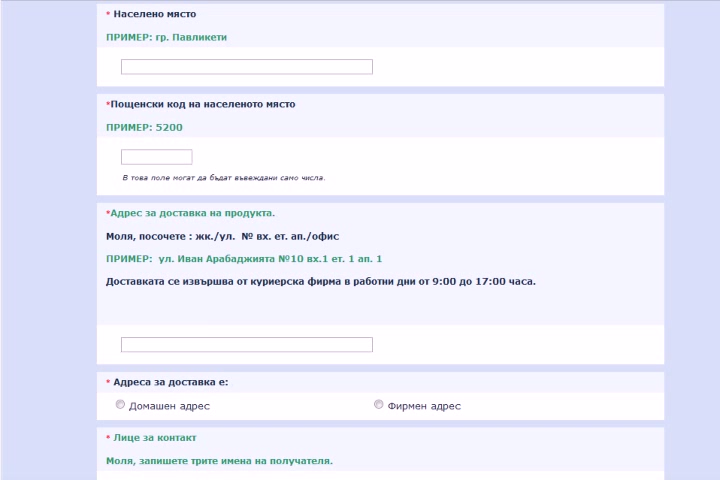 * Населено място
ПРИМЕР: гр. Павликети
*Пощенски код на населеното място
ПРИМЕР: 5200
В това поле могат да бъдат въвеждани само числа.
*Адрес за доставка на продукта.
Моля, посочете : жк./ул. № вх. ет. ап./офис
ПРИМЕР: ул. Иван Арабаджията №10 вх.1 ет. 1 ап. 1
Доставката се извършва от куриерска фирма в работни дни от 9:00 до 17:00 часа.
* Адреса за доставка е:
Домашен адрес Фирмен адрес
* Лице за контакт
Моля, запишете трите имена на получателя.